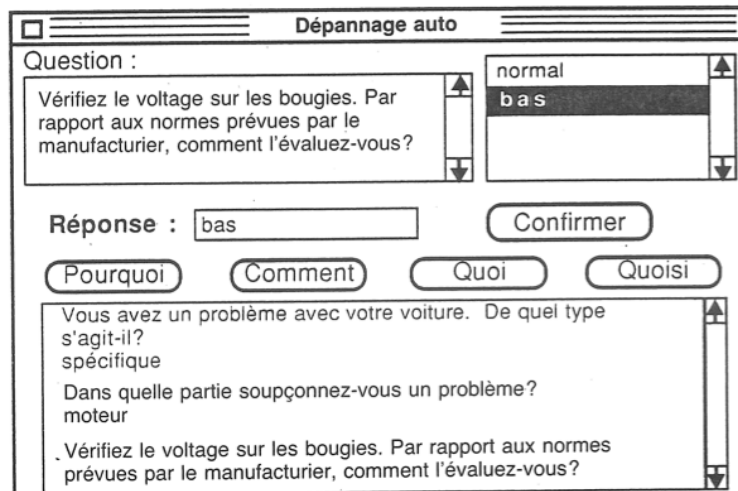 Dépannage auto
Question :
Vérifiez le voltage sur les bougies. Par
rapport aux normes prévues par le
manufacturier, comment l'évaluez-vous?
normal
bas
Réponse : bas
Confirmer
Pourquoi Comment Quoi Quoisi
Vous avez un problème avec votre voiture. De quel type
s'agit-il?
spécifique
Dans quelle partie soupçonnez-vous un problème?
moteur
Vérifiez le voltage sur les bougies. Par rapport aux normes
prévues par le manufacturier, comment l'évaluez-vous?